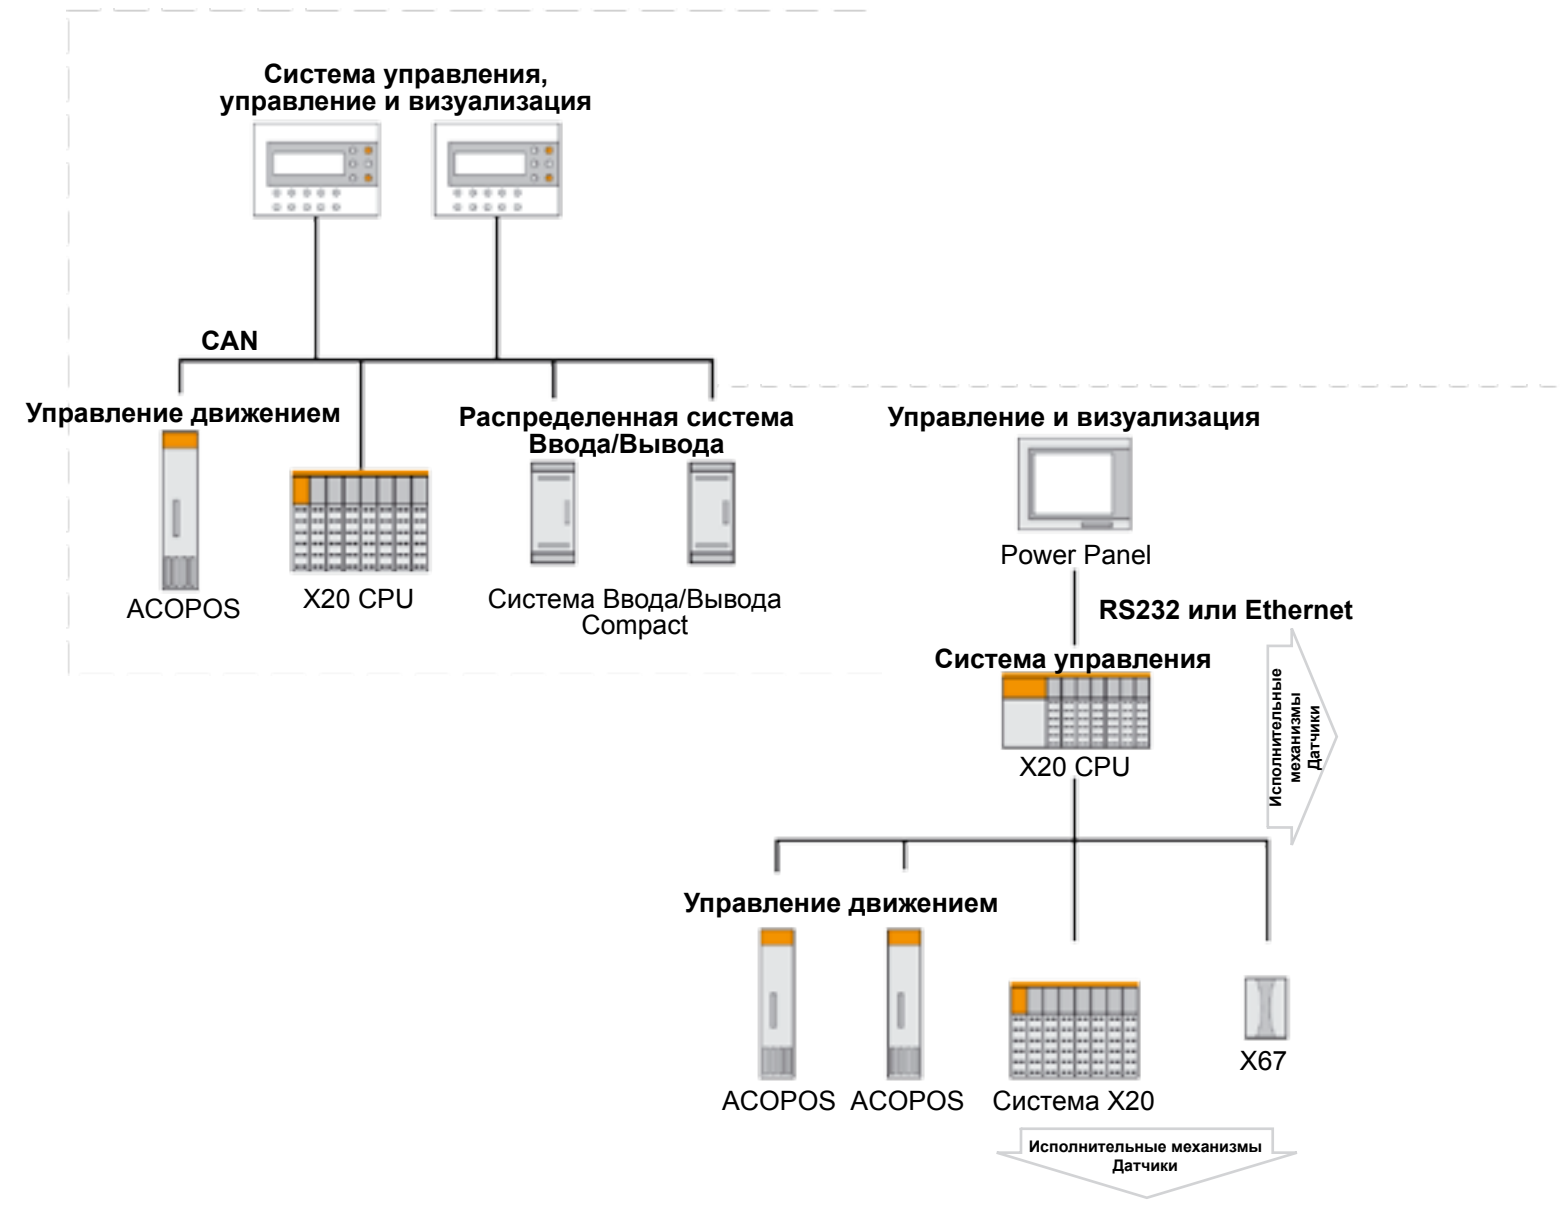 Система управления,
управление и визуализация
CAN
Управление движением
ACOPOS
X20 CPU
Распределенная система
Ввода/Вывода
Система Ввода/Вывода
Compact
Управление и визуализация
Power Panel
RS232 или Ethernet
Система управления
X20 CPU
Исполнительные
механизмы
Датчики
Управление движением
ACOPOS
ACOPOS
Система X20
X67
Исполнительные механизмы
Датчики